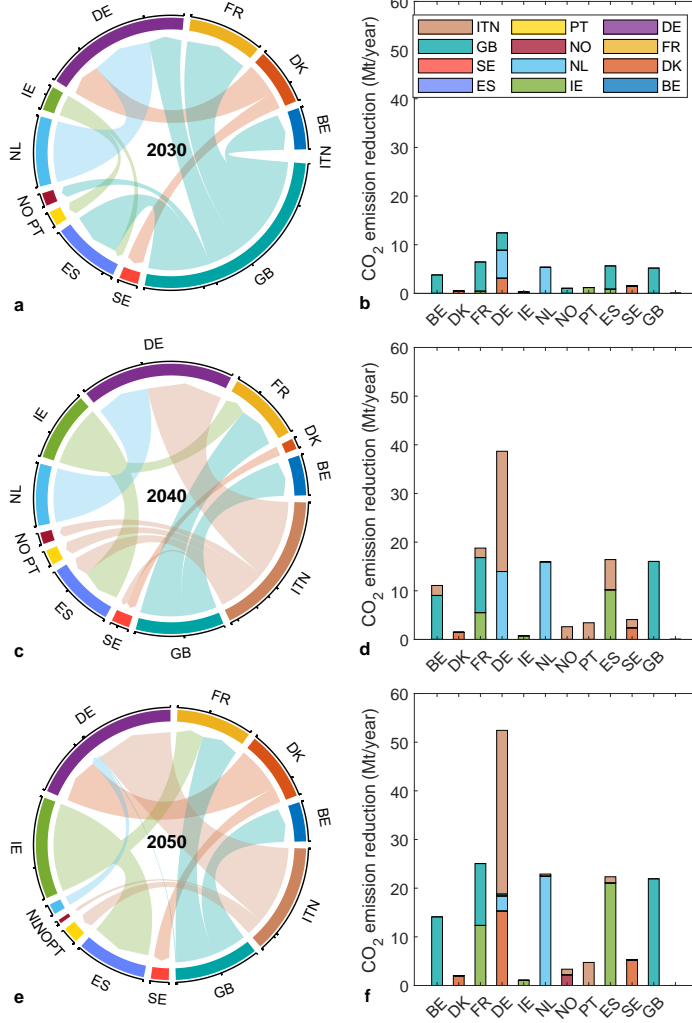 DE
FR
DK
BE
ITN
GB
SE
ES
PT
NO
NL
IE
2030
a
CO2 emission reduction (Mt/year)
60
50
40
30
20
10
0
ITN
PT
DE
GB
NO
FR
SE
NL
DK
ES
IE
BE
BE
DK
FR
DE
IE
NL
NO
PT
ES
SE
GB
b
DE
FR
DK
BE
ITN
GB
SE
ES
PT
NO
NL
IE
2040
c
CO2 emission reduction (Mt/year)
60
50
40
30
20
10
0
BE
DK
FR
DE
IE
NL
NO
PT
ES
SE
GB
d
DE
FR
DK
BE
ITN
GB
SE
ES
PT
NO
NL
IE
2050
e
CO2 emission reduction (Mt/year)
60
50
40
30
20
10
0
BE
DK
FR
DE
IE
NL
NO
PT
ES
SE
GB
f